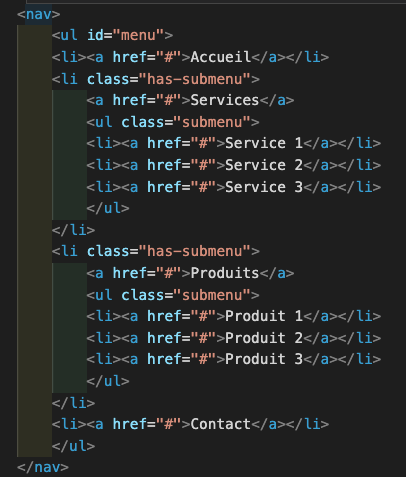 <nav>
<ul id="menu">
<li><a href="#">Accueil</a></li>
<li class="has-submenu">
<a href="#">Services</a>
<ul class="submenu">
<li><a href="#">Service 1</a></li>
<li><a href="#">Service 2</a></li>
<li><a href="#">Service 3</a></li>
</ul>
</li>
<li class="has-submenu">
<a href="#">Produits</a>
<ul class="submenu">
<li><a href="#">Produit 1</a></li>
<li><a href="#">Produit 2</a></li>
<li><a href="#">Produit 3</a></li>
</ul>
</li>
<li><a href="#">Contact</a></li>
</ul>
</nav>